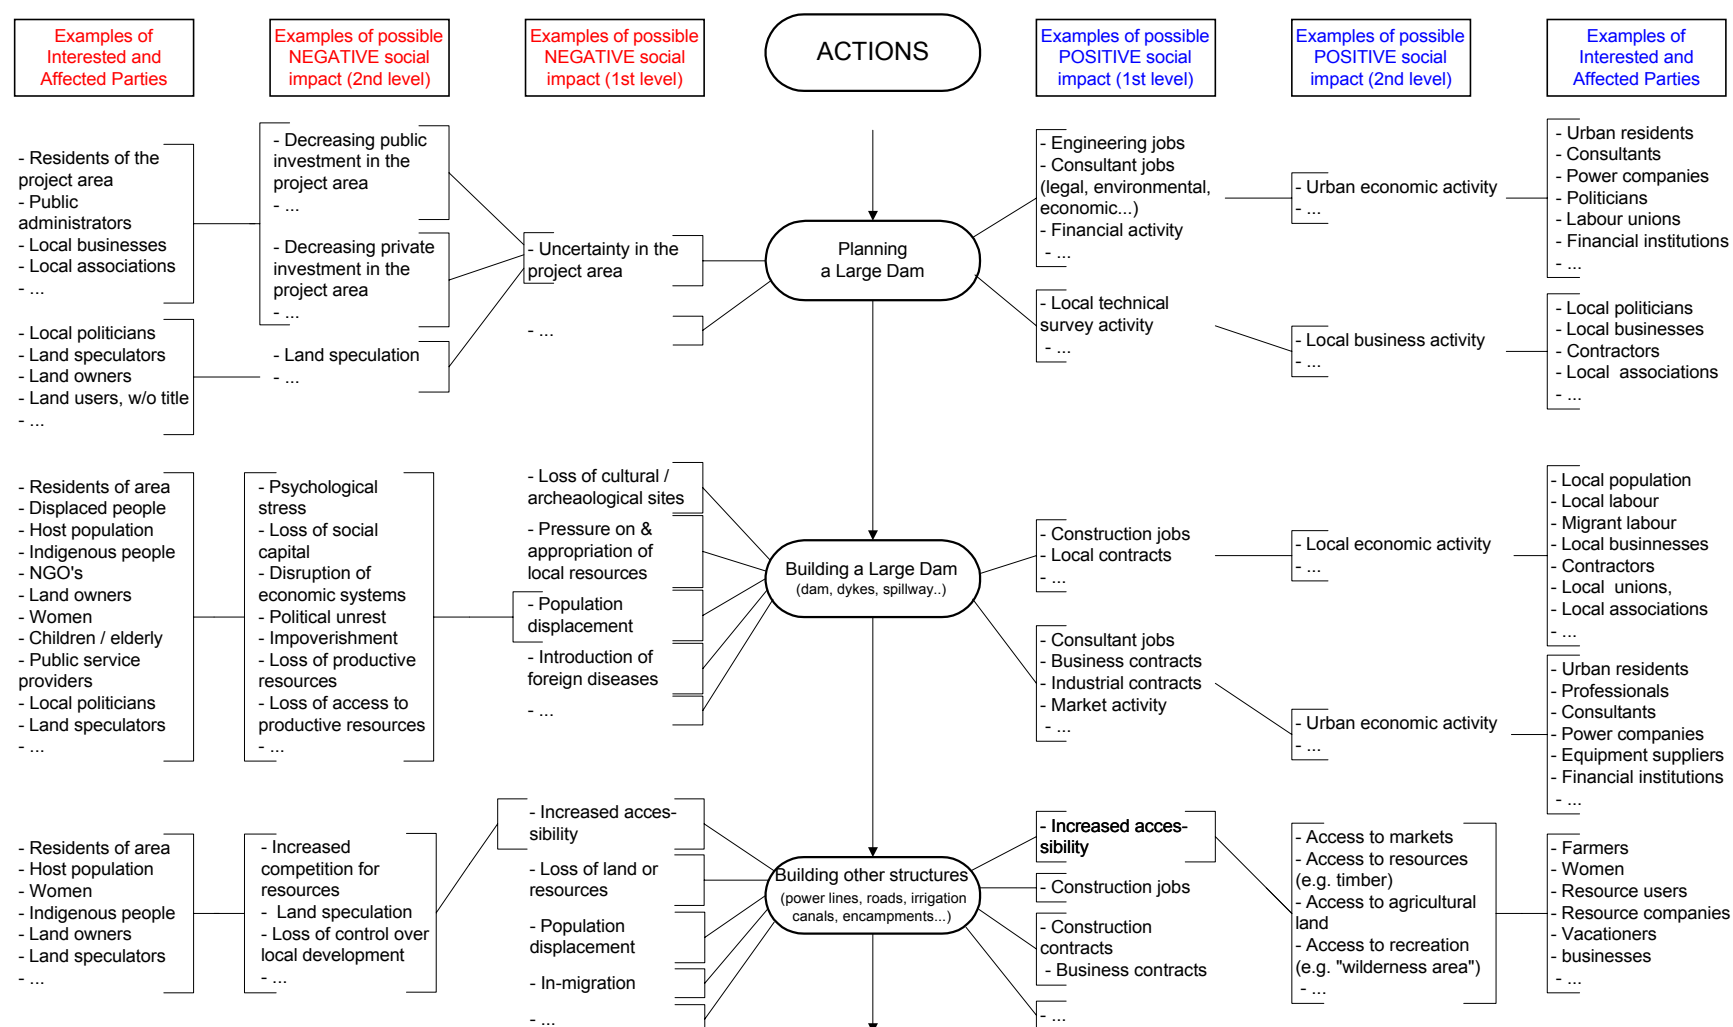 Examples of
Interested and
Affected Parties
Examples of possible
NEGATIVE social
impact (2nd level)
Examples of possible
NEGATIVE social
impact (1st level)
ACTIONS
Examples of possible
POSITIVE social
impact (1st level)
Examples of possible
POSITIVE social
impact (2nd level)
Examples of
Interested and
Affected Parties
- Residents of the
project area
- Public
administrators
- Local businesses
- Local associations
- ...
- Local politicians
- Land speculators
- Land owners
- Land users, w/o title
- ...
- Decreasing public
investment in the
project area
- ...
- Decreasing private
investment in the
project area
- ...
- Land speculation
- ...
- Uncertainty in the
project area
- ...
Planning
a Large Dam
- Engineering jobs
- Consultant jobs
(legal, environmental,
economic...)
- Financial activity
- ...
- Local technical
survey activity
- ...
- Urban economic activity
- ...
- Local business activity
- ...
- Urban residents
- Consultants
- Power companies
- Politicians
- Labour unions
- Financial institutions
- ...
- Local politicians
- Local businesses
- Contractors
- Local associations
- ...
- Residents of area
- Displaced people
- Host population
- Indigenous people
- NGO's
- Land owners
- Women
- Children / elderly
- Public service
providers
- Local politicians
- Land speculators
- ...
- Psychological
stress
- Loss of social
capital
- Disruption of
economic systems
- Political unrest
- Impoverishment
- Loss of productive
resources
- Loss of access to
productive resources
- ...
- Loss of cultural /
archeaological sites
- Pressure on &
appropriation of
local resources
- Population
displacement
- Introduction of
foreign diseases
- ...
Building a Large Dam
(dam, dykes, spillway..)
- Construction jobs
- Local contracts
- ...
- Consultant jobs
- Business contracts
- Industrial contracts
- Market activity
- ...
- Local economic activity
- ...
- Urban economic activity
- ...
- Local population
- Local labour
- Migrant labour
- Local businnesses
- Contractors
- Local unions,
- Local associations
- ...
- Urban residents
- Professionals
- Consultants
- Power companies
- Equipment suppliers
- Financial institutions
- ...
- Residents of area
- Host population
- Women
- Indigenous people
- Land owners
- Land speculators
- ...
- Increased
competition for
resources
- Land speculation
- Loss of control over
local development
- ...
- Increased acces-
sibility
- Loss of land or
resources
- Population
displacement
- In-migration
- ...
Building other structures
(power lines, roads, irrigation
canals, encampments...)
- Increased acces-
sibility
- Construction jobs
- Construction
contracts
- Business contracts
- ...
- Access to markets
- Access to resources
(e.g. timber)
- Access to agricultural
land
- Access to recreation
(e.g. "wilderness area")
- ...
- Farmers
- Women
- Resource users
- Resource companies
- Vacationers
- businesses
- ...